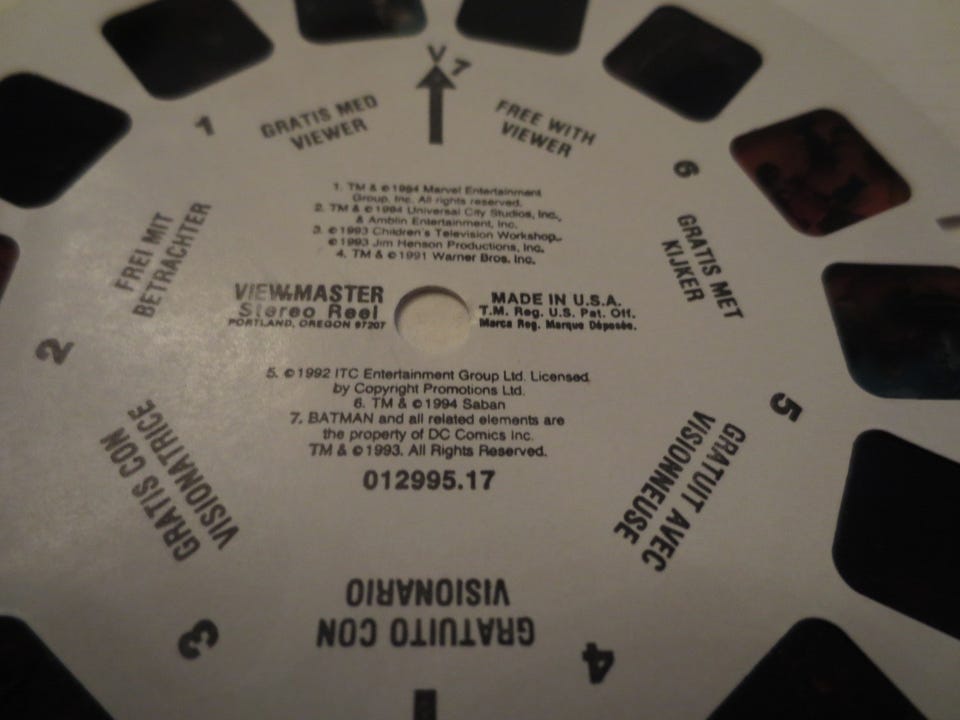 V
7
1
GRATIS MED
VIEWER
FREE WITH
VIEWER
6
1. TM & © 1994 Marvel Entertainment
Group, Inc. All rights reserved.
2. TM & © 1994 Universal City Studios, Inc.,
& Amblin Entertainment, Inc.
3. © 1993 Children's Television Workshop.
© 1993 Jim Henson Productions, Inc.
4. TM & © 1991 Warner Bros. Inc.
FREI MIT
BETRACHTER
GRATIS MET
KIJKER
VIEW-MASTER
Stereo Reel
PORTLAND, OREGON 97207
MADE IN U.S.A.
T.M. Reg. U.S. Pat. Off.
Marca Reg. Marque Déposée.
2
5
5. © 1992 ITC Entertainment Group Ltd. Licensed
by Copyright Promotions Ltd.
6. TM & © 1994 Saban
7. BATMAN and all related elements are
the property of DC Comics Inc.
TM & © 1993. All Rights Reserved.
012995.17
GRATIS CON
VISIONATRICE
GRATUIT AVEC
VISIONNEUSE
3
GRATUITO CON
VISIONARIO
4